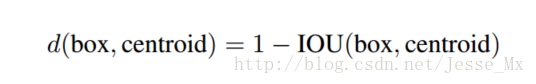 d(box, centroid) = 1 − IOU(box, centroid)
http://blog.csdn.net/Jesse_Mx